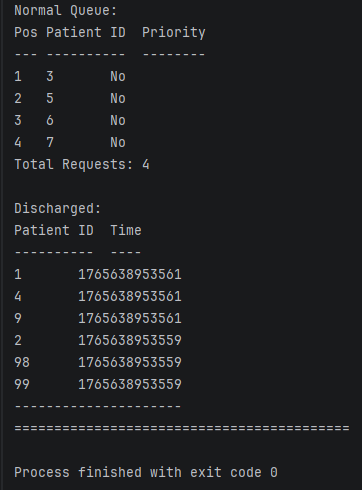 Normal Queue:
Pos Patient ID  Priority
--- ----------  --------
1   3       No
2   5       No
3   6       No
4   7       No
Total Requests: 4

Discharged:
Patient ID  Time
----------  ----
1       1765638953561
4       1765638953561
9       1765638953561
2       1765638953559
98      1765638953559
99      1765638953559
---------------------
==========================================

Process finished with exit code 0